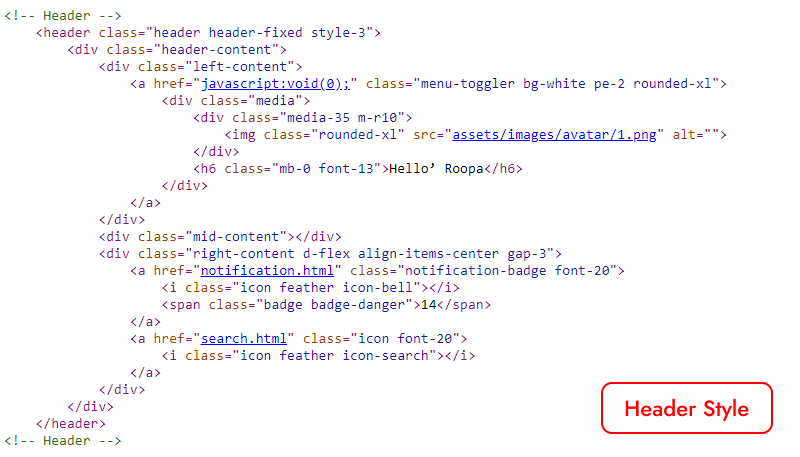 <!-- Header -->
<header class="header header-fixed style-3">
<div class="header-content">
<div class="left-content">
<a href="javascript:void(0);" class="menu-toggler bg-white pe-2 rounded-xl">
<div class="media">
<div class="media-35 m-r10">
<img class="rounded-xl" src="assets/images/avatar/1.png" alt="">
</div>
<h6 class="mb-0 font-13">Hello’ Roopa</h6>
</div>
</a>
</div>
<div class="mid-content"></div>
<div class="right-content d-flex align-items-center gap-3">
<a href="notification.html" class="notification-badge font-20">
<i class="icon feather icon-bell"></i>
<span class="badge badge-danger">14</span>
</a>
<a href="search.html" class="icon font-20">
<i class="icon feather icon-search"></i>
</a>
</div>
</div>
</header>
<!-- Header -->
Header Style